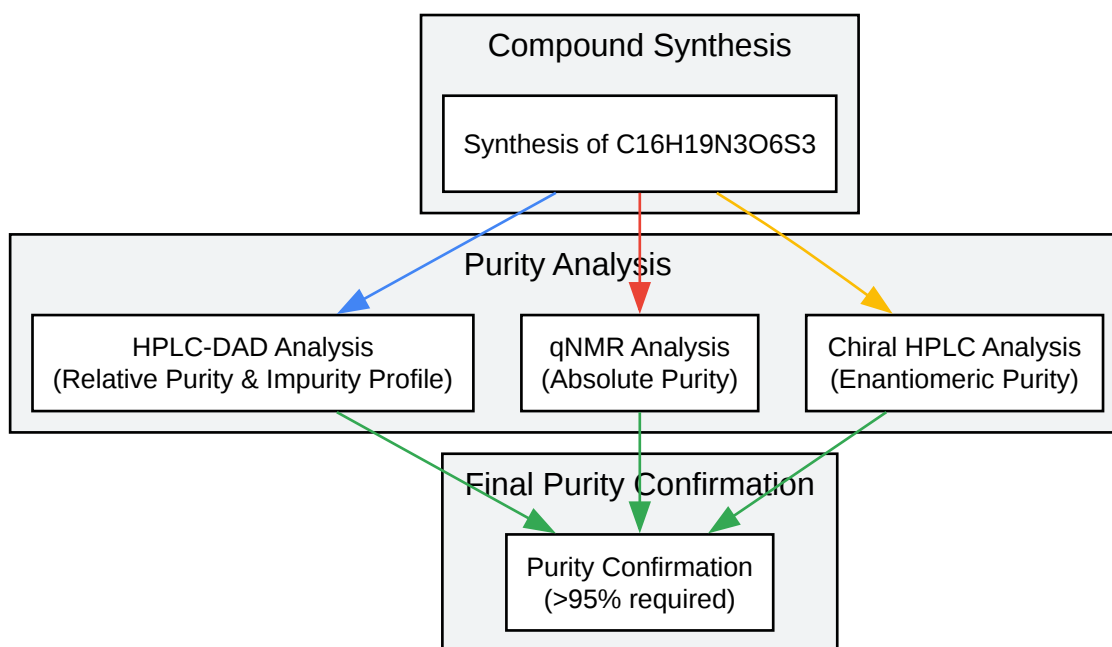 Compound Synthesis
Synthesis of C16H19N3O6S3
Purity Analysis
HPLC-DAD Analysis
(Relative Purity & Impurity Profile)
qNMR Analysis
(Absolute Purity)
Chiral HPLC Analysis
(Enantiomeric Purity)
Final Purity Confirmation
Purity Confirmation
(>95% required)